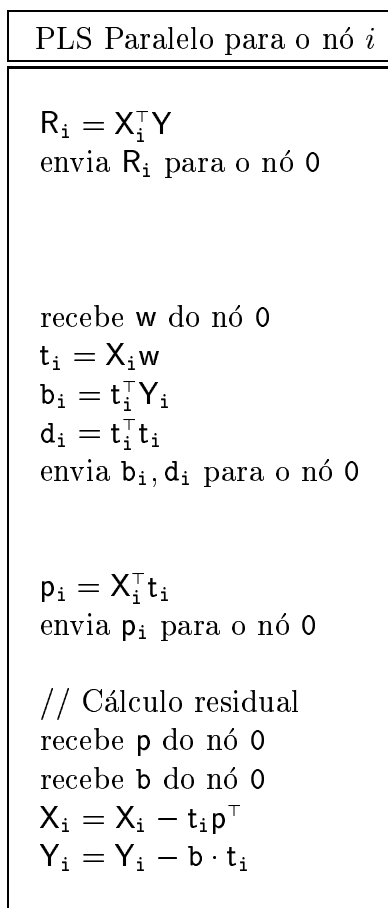 PLS Paralelo para o nó i
Rᵢ = Xᵢ⊤Y
envia Rᵢ para o nó 0
recebe w do nó 0
tᵢ = Xᵢw
bᵢ = tᵢ⊤Yᵢ
dᵢ = tᵢ⊤tᵢ
envia bᵢ, dᵢ para o nó 0
pᵢ = Xᵢ⊤tᵢ
envia pᵢ para o nó 0
// Cálculo residual
recebe p do nó 0
recebe b do nó 0
Xᵢ = Xᵢ − tᵢp⊤
Yᵢ = Yᵢ − b · tᵢ